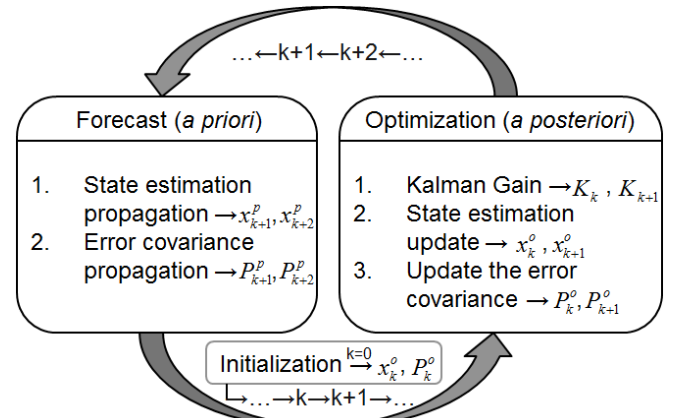 …←k+1←k+2←…
Forecast (a priori)
1. State estimation
propagation → x^p_{k+1}, x^p_{k+2}
2. Error covariance
propagation → P^p_{k+1}, P^p_{k+2}
Optimization (a posteriori)
1. Kalman Gain → K_k , K_{k+1}
2. State estimation
update → x^o_k , x^o_{k+1}
3. Update the error
covariance → P^o_k, P^o_{k+1}
k=0
Initialization → x^o_k, P^o_k
…→k→k+1→…